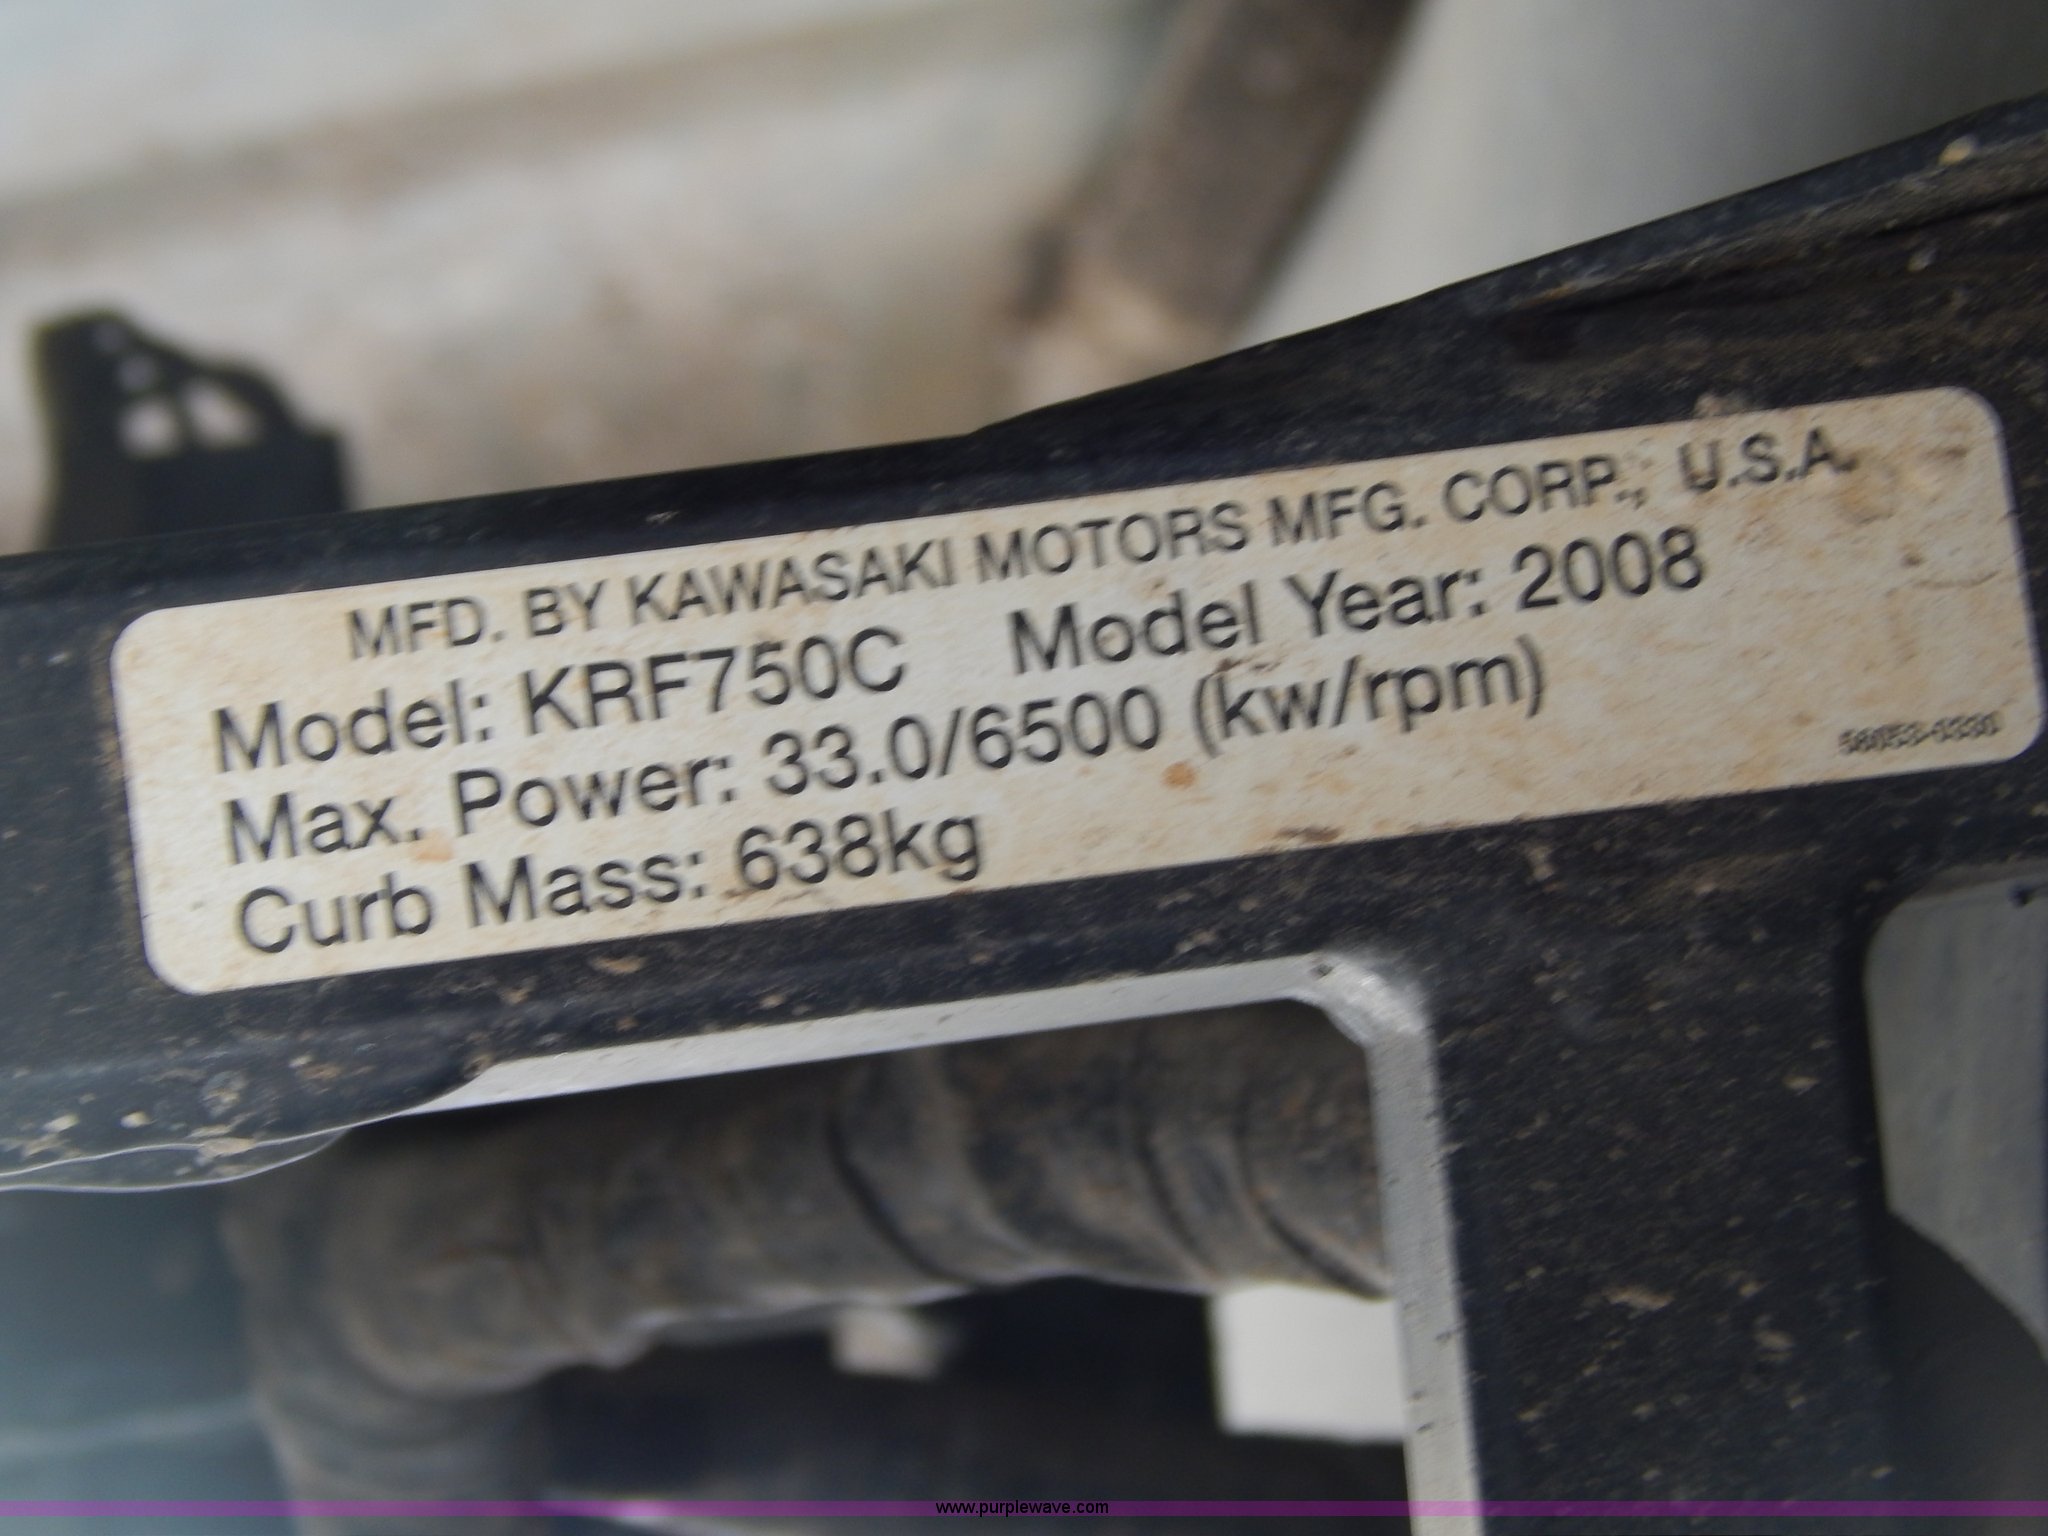 MFD. BY KAWASAKI MOTORS MFG. CORP., U.S.A.
Model: KRF750C Model Year: 2008
Max. Power: 33.0/6500 (kw/rpm)
Curb Mass: 638kg
www.purplewave.com